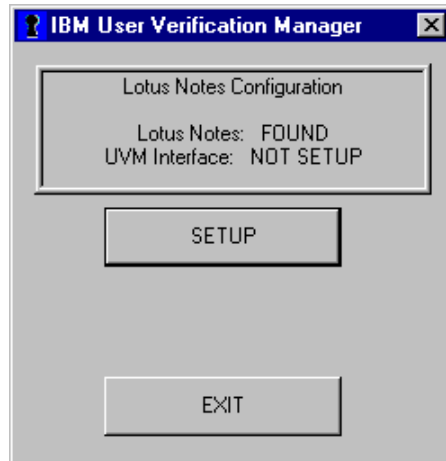 IBM User Verification Manager
Lotus Notes Configuration
Lotus Notes: FOUND
UVM Interface: NOT SETUP
SETUP
EXIT